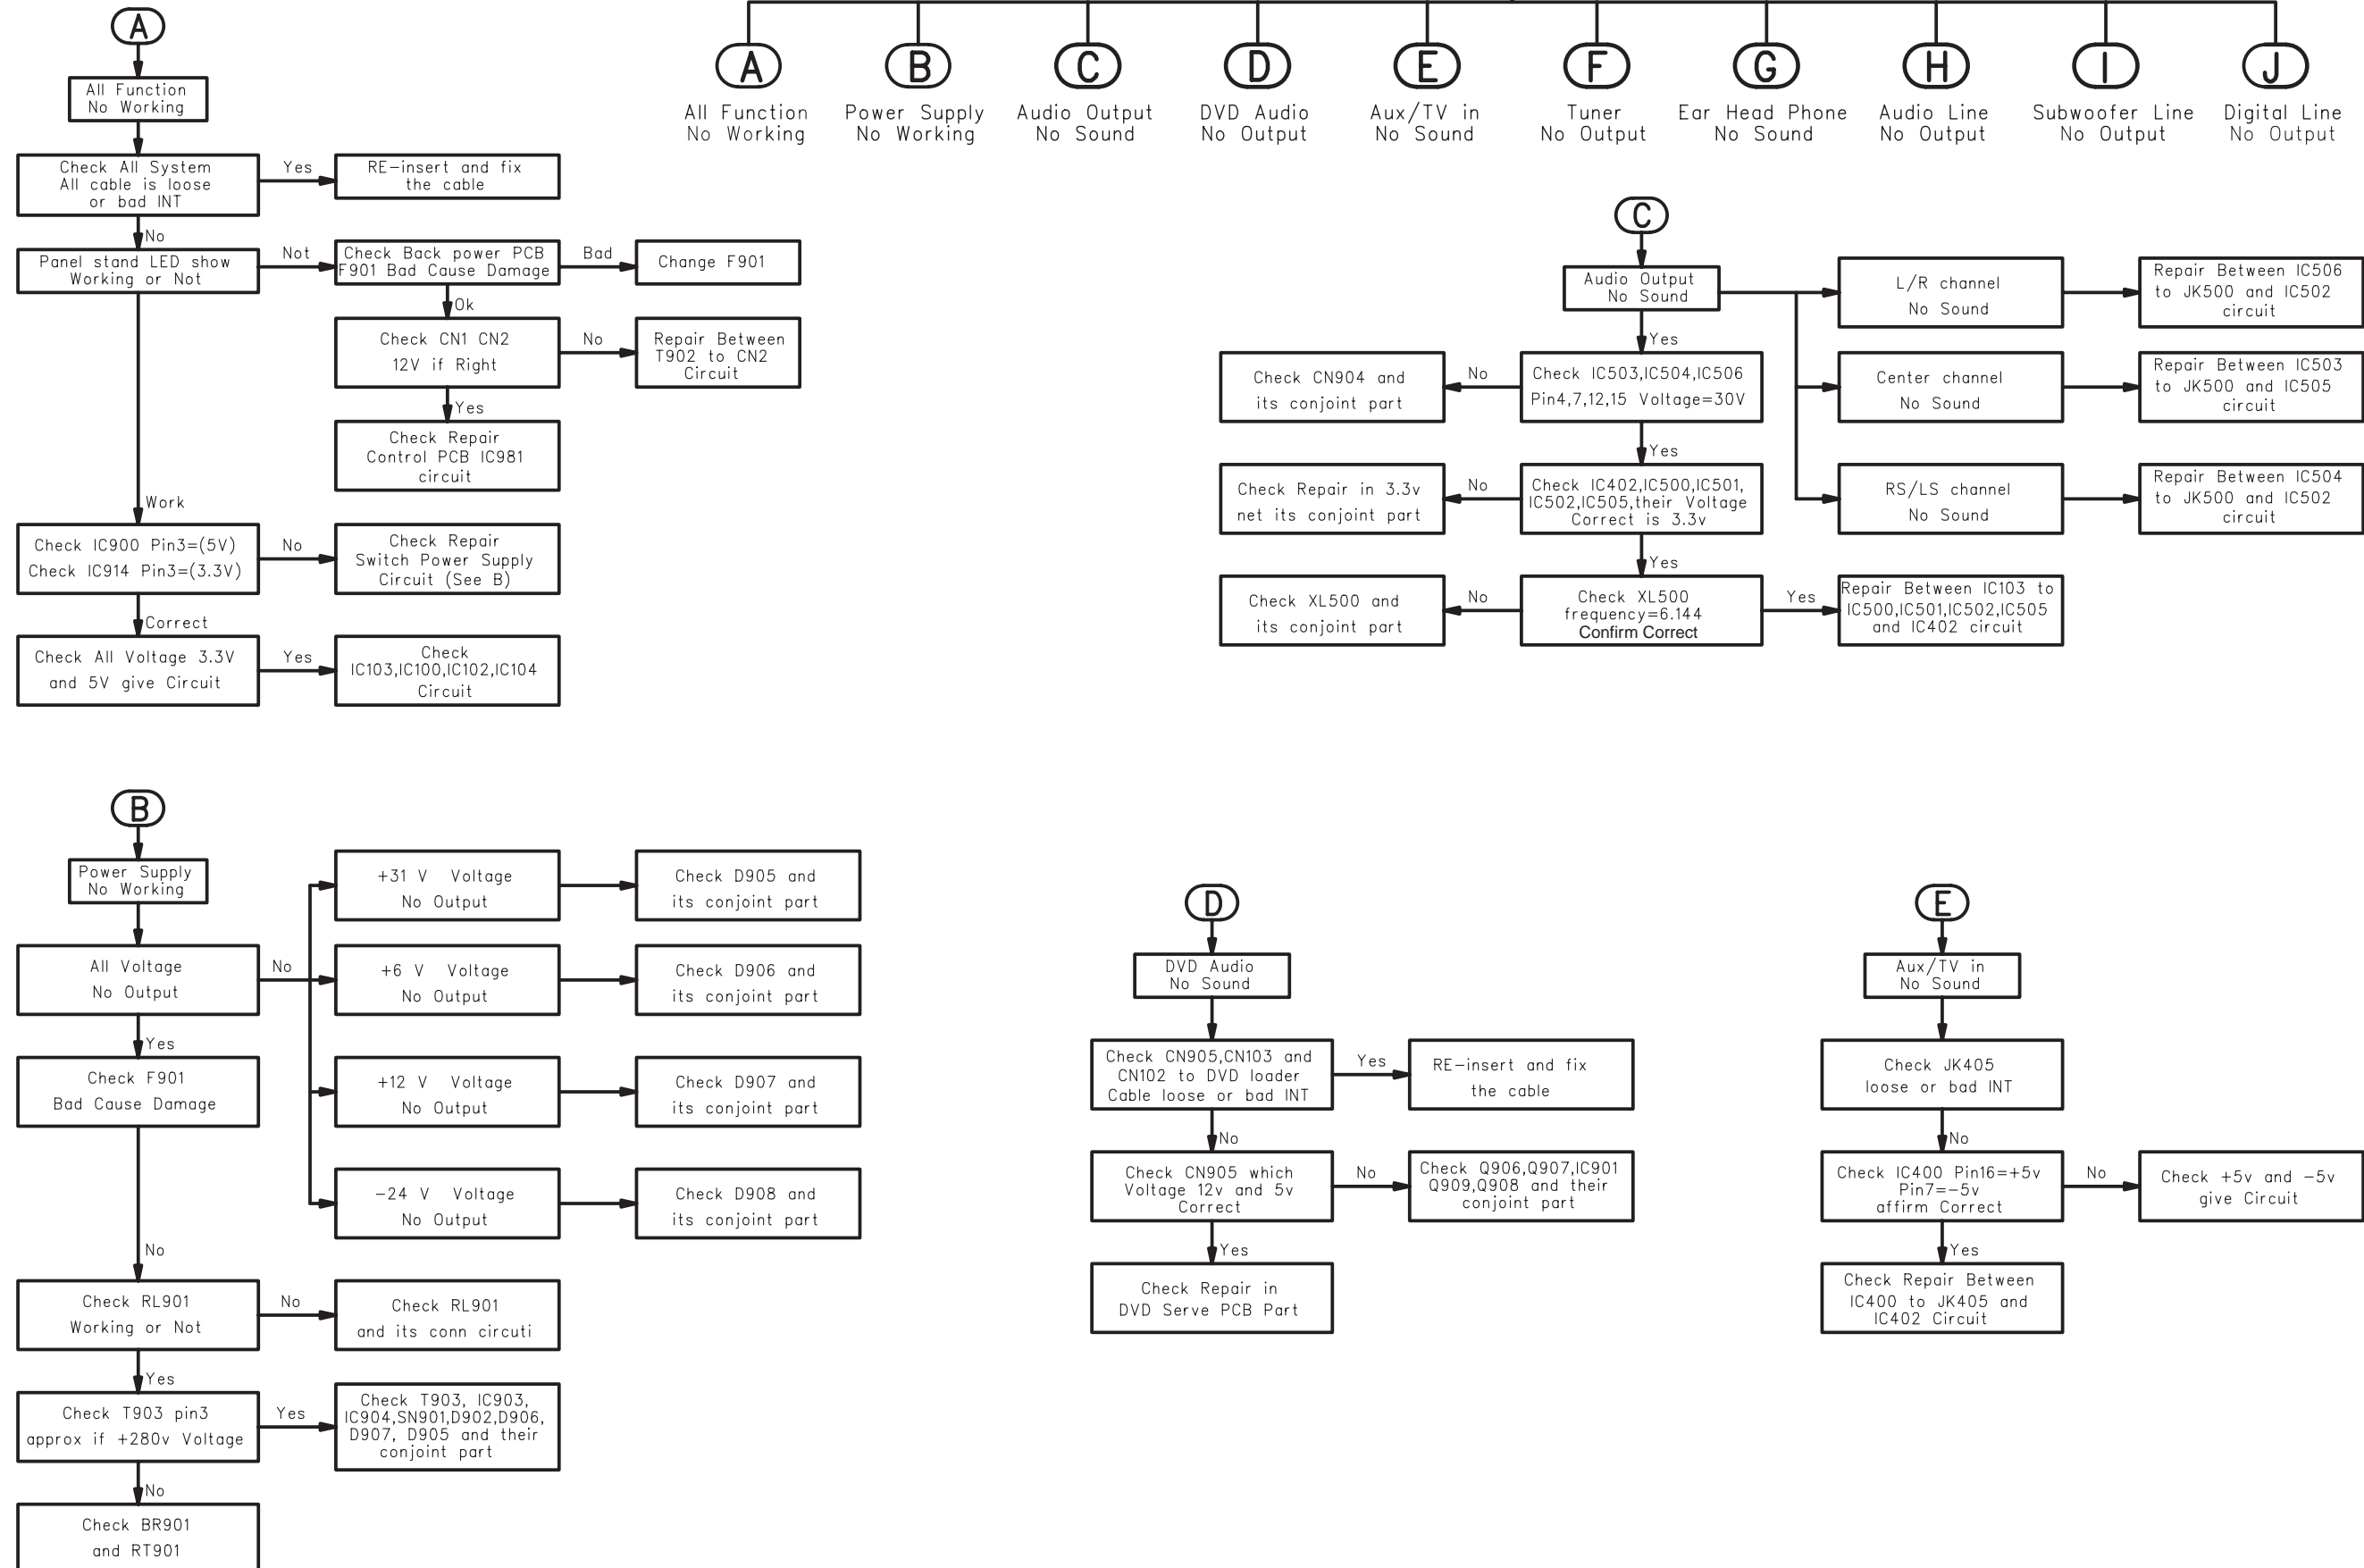 A
B
C
D
E
F
G
H
I
J
All Function
No Working
Power Supply
No Working
Audio Output
No Sound
DVD Audio
No Output
Aux/TV in
No Sound
Tuner
No Output
Ear Head Phone
No Sound
Audio Line
No Output
Subwoofer Line
No Output
Digital Line
No Output
A
All Function
No Working
Check All System
All cable is loose
or bad INT
Yes
RE-insert and fix
the cable
No
Panel stand LED show
Working or Not
Not
Check Back power PCB
F901 Bad Cause Damage
Bad
Change F901
Ok
Check CN1 CN2
12V if Right
No
Repair Between
T902 to CN2
Circuit
Yes
Check Repair
Control PCB IC981
circuit
Work
Check IC900 Pin3=(5V)
Check IC914 Pin3=(3.3V)
No
Check Repair
Switch Power Supply
Circuit (See B)
Correct
Check All Voltage 3.3V
and 5V give Circuit
Yes
Check
IC103,IC100,IC102,IC104
Circuit
C
Audio Output
No Sound
L/R channel
No Sound
Repair Between IC506
to JK500 and IC502
circuit
Center channel
No Sound
Repair Between IC503
to JK500 and IC505
circuit
RS/LS channel
No Sound
Repair Between IC504
to JK500 and IC502
circuit
Yes
Check IC503,IC504,IC506
Pin4,7,12,15 Voltage=30V
No
Check CN904 and
its conjoint part
Yes
Check IC402,IC500,IC501,
IC502,IC505,their Voltage
Correct is 3.3v
No
Check Repair in 3.3v
net its conjoint part
Yes
Check XL500
frequency=6.144
Confirm Correct
No
Check XL500 and
its conjoint part
Yes
Repair Between IC103 to
IC500,IC501,IC502,IC505
and IC402 circuit
B
Power Supply
No Working
All Voltage
No Output
No
+31 V Voltage
No Output
Check D905 and
its conjoint part
+6 V Voltage
No Output
Check D906 and
its conjoint part
+12 V Voltage
No Output
Check D907 and
its conjoint part
-24 V Voltage
No Output
Check D908 and
its conjoint part
Yes
Check F901
Bad Cause Damage
No
Check RL901
Working or Not
No
Check RL901
and its conn circuti
Yes
Check T903 pin3
approx if +280v Voltage
Yes
Check T903, IC903,
IC904,SN901,D902,D906,
D907, D905 and their
conjoint part
No
Check BR901
and RT901
D
DVD Audio
No Sound
Check CN905,CN103 and
CN102 to DVD loader
Cable loose or bad INT
Yes
RE-insert and fix
the cable
No
Check CN905 which
Voltage 12v and 5v
Correct
No
Check Q906,Q907,IC901
Q909,Q908 and their
conjoint part
Yes
Check Repair in
DVD Serve PCB Part
E
Aux/TV in
No Sound
Check JK405
loose or bad INT
No
Check IC400 Pin16=+5v
Pin7=-5v
affirm Correct
No
Check +5v and -5v
give Circuit
Yes
Check Repair Between
IC400 to JK405 and
IC402 Circuit